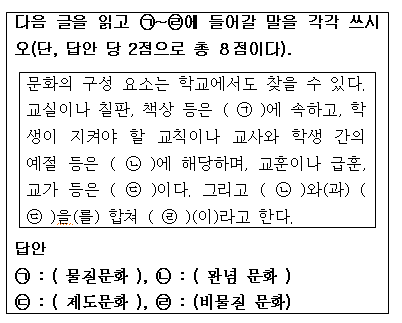 다음 글을 읽고 ㉠~㉣에 들어갈 말을 각각 쓰시
오(단, 답안 당 2점으로 총 8점이다).
문화의 구성 요소는 학교에서도 찾을 수 있다.
교실이나 칠판, 책상 등은 ( ㉠ )에 속하고, 학
생이 지켜야 할 교칙이나 교사와 학생 간의
예절 등은 ( ㉡ )에 해당하며, 교훈이나 급훈,
교가 등은 ( ㉢ )이다. 그리고 ( ㉡ )와(과) (
㉢ )을(를) 합쳐 ( ㉣ )(이)라고 한다.
답안
㉠ : ( 물질문화 ), ㉡ : ( 관념 문화 )
㉢ : ( 제도문화 ), ㉣ : (비물질 문화)